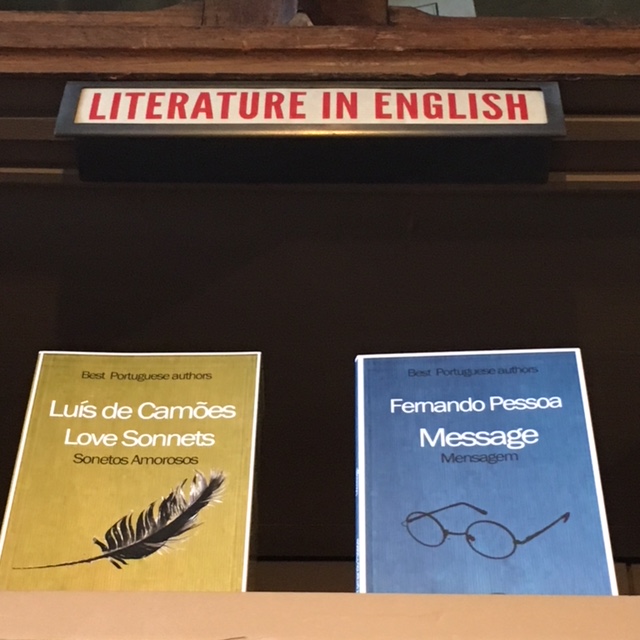 LITERATURE IN ENGLISH
Best Portuguese authors
Luís de Camões
Love Sonnets
Sonetos Amorosos
Best Portuguese authors
Fernando Pessoa
Message
Mensagem